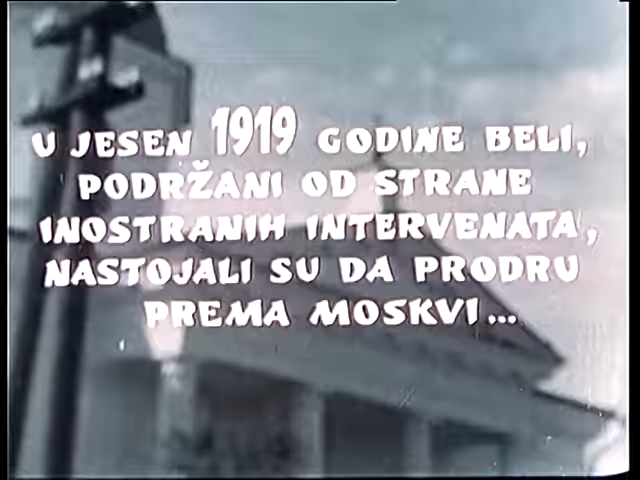 U JESEN 1919 GODINE BELI,
PODRŽANI OD STRANE
INOSTRANIH INTERVENATA,
NASTOJALI SU DA PRODRU
PREMA MOSKVI...